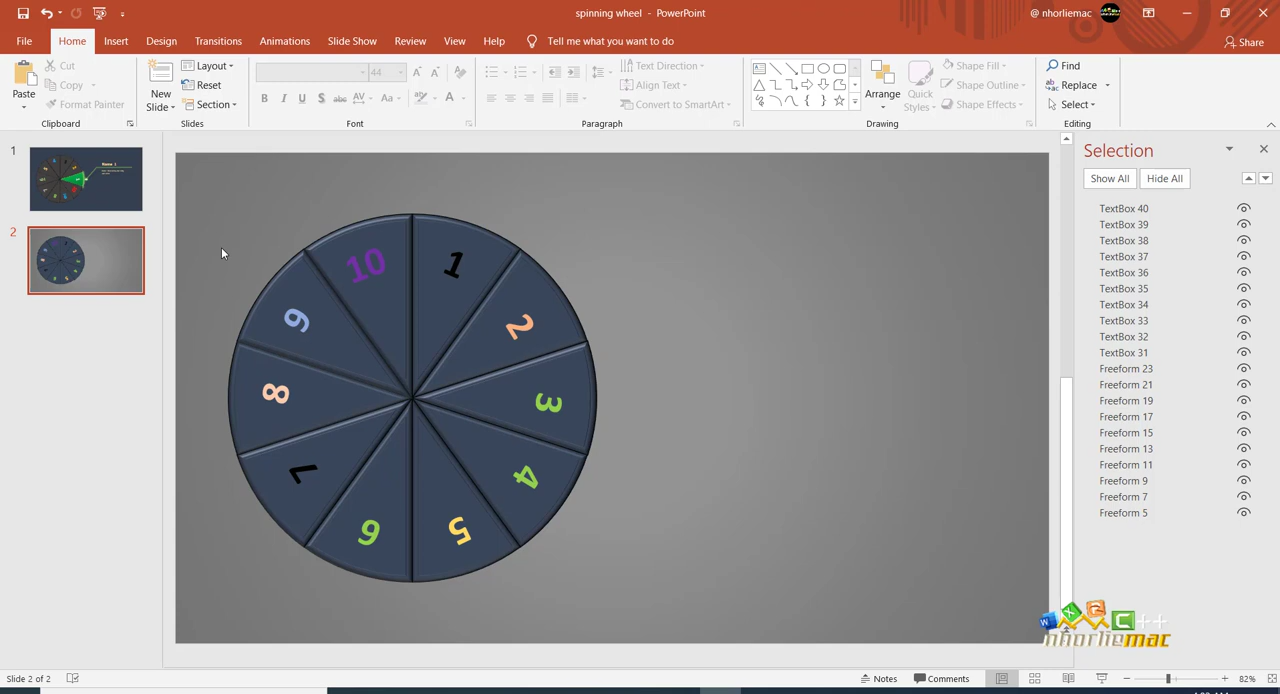 spinning wheel - PowerPoint
@ nhorliemac
File Home Insert Design Transitions Slide Show Animations Review View Help Tell me what you want to do
Share
Paste
Cut
Copy
Format Painter
Clipboard
New Slide
Layout
Reset
Section
Slides
44
B I U S abc AV Aa A
Font
Text Direction
Align Text
Convert to SmartArt
Paragraph
Arrange
Quick Styles
Shape Fill
Shape Outline
Shape Effects
Drawing
Find
Replace
Select
Editing
1
2
10
1
2
3
4
5
6
7
8
9
Selection
Show All
Hide All
TextBox 40
TextBox 39
TextBox 38
TextBox 37
TextBox 36
TextBox 35
TextBox 34
TextBox 33
TextBox 32
TextBox 31
Freeform 23
Freeform 21
Freeform 19
Freeform 17
Freeform 15
Freeform 13
Freeform 11
Freeform 9
Freeform 7
Freeform 5
W X C ++
nhorliemac
Slide 2 of 2
Notes
Comments
82%